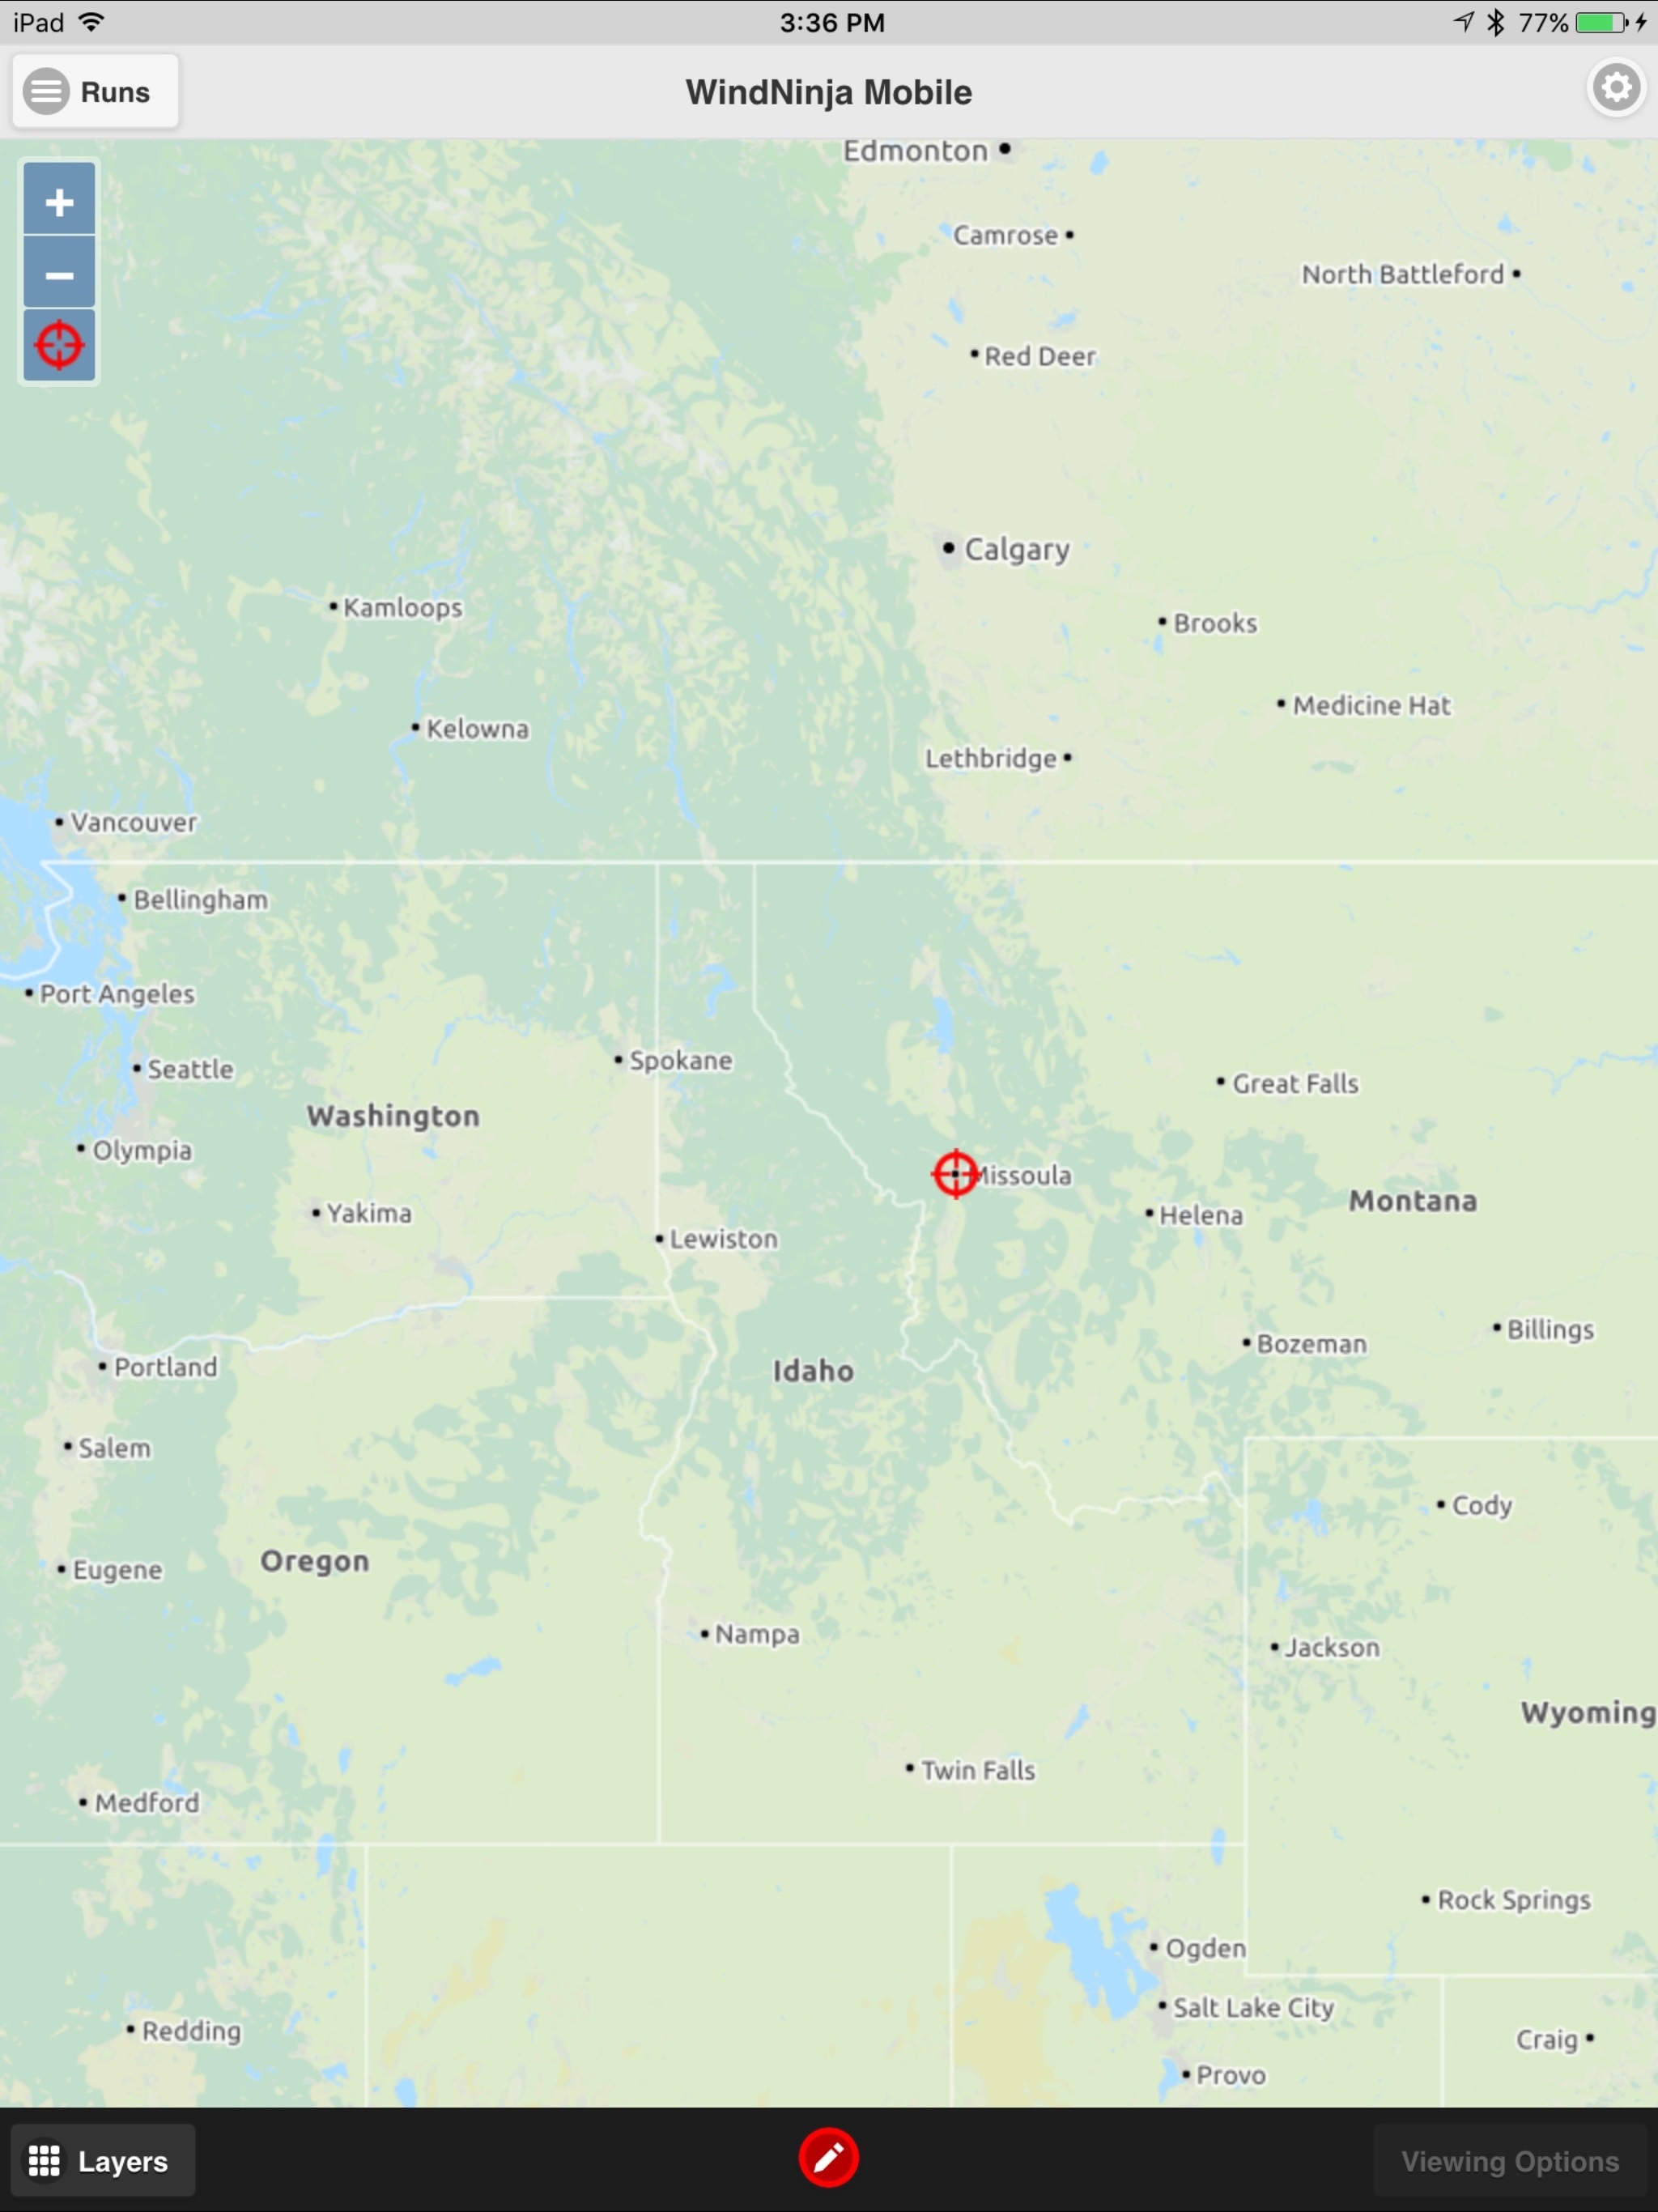 iPad 3:36 PM 77%
Runs WindNinja Mobile
+
−
Edmonton
Camrose
North Battleford
Red Deer
Calgary
Kamloops
Brooks
Medicine Hat
Kelowna
Lethbridge
Vancouver
Bellingham
Port Angeles
Spokane
Seattle
Great Falls
Washington
Olympia
Missoula
Montana
Yakima
Helena
Lewiston
Billings
Bozeman
Portland
Idaho
Salem
Cody
Oregon
Eugene
Nampa
Jackson
Wyoming
Twin Falls
Medford
Rock Springs
Ogden
Salt Lake City
Redding
Craig
Provo
Layers Viewing Options